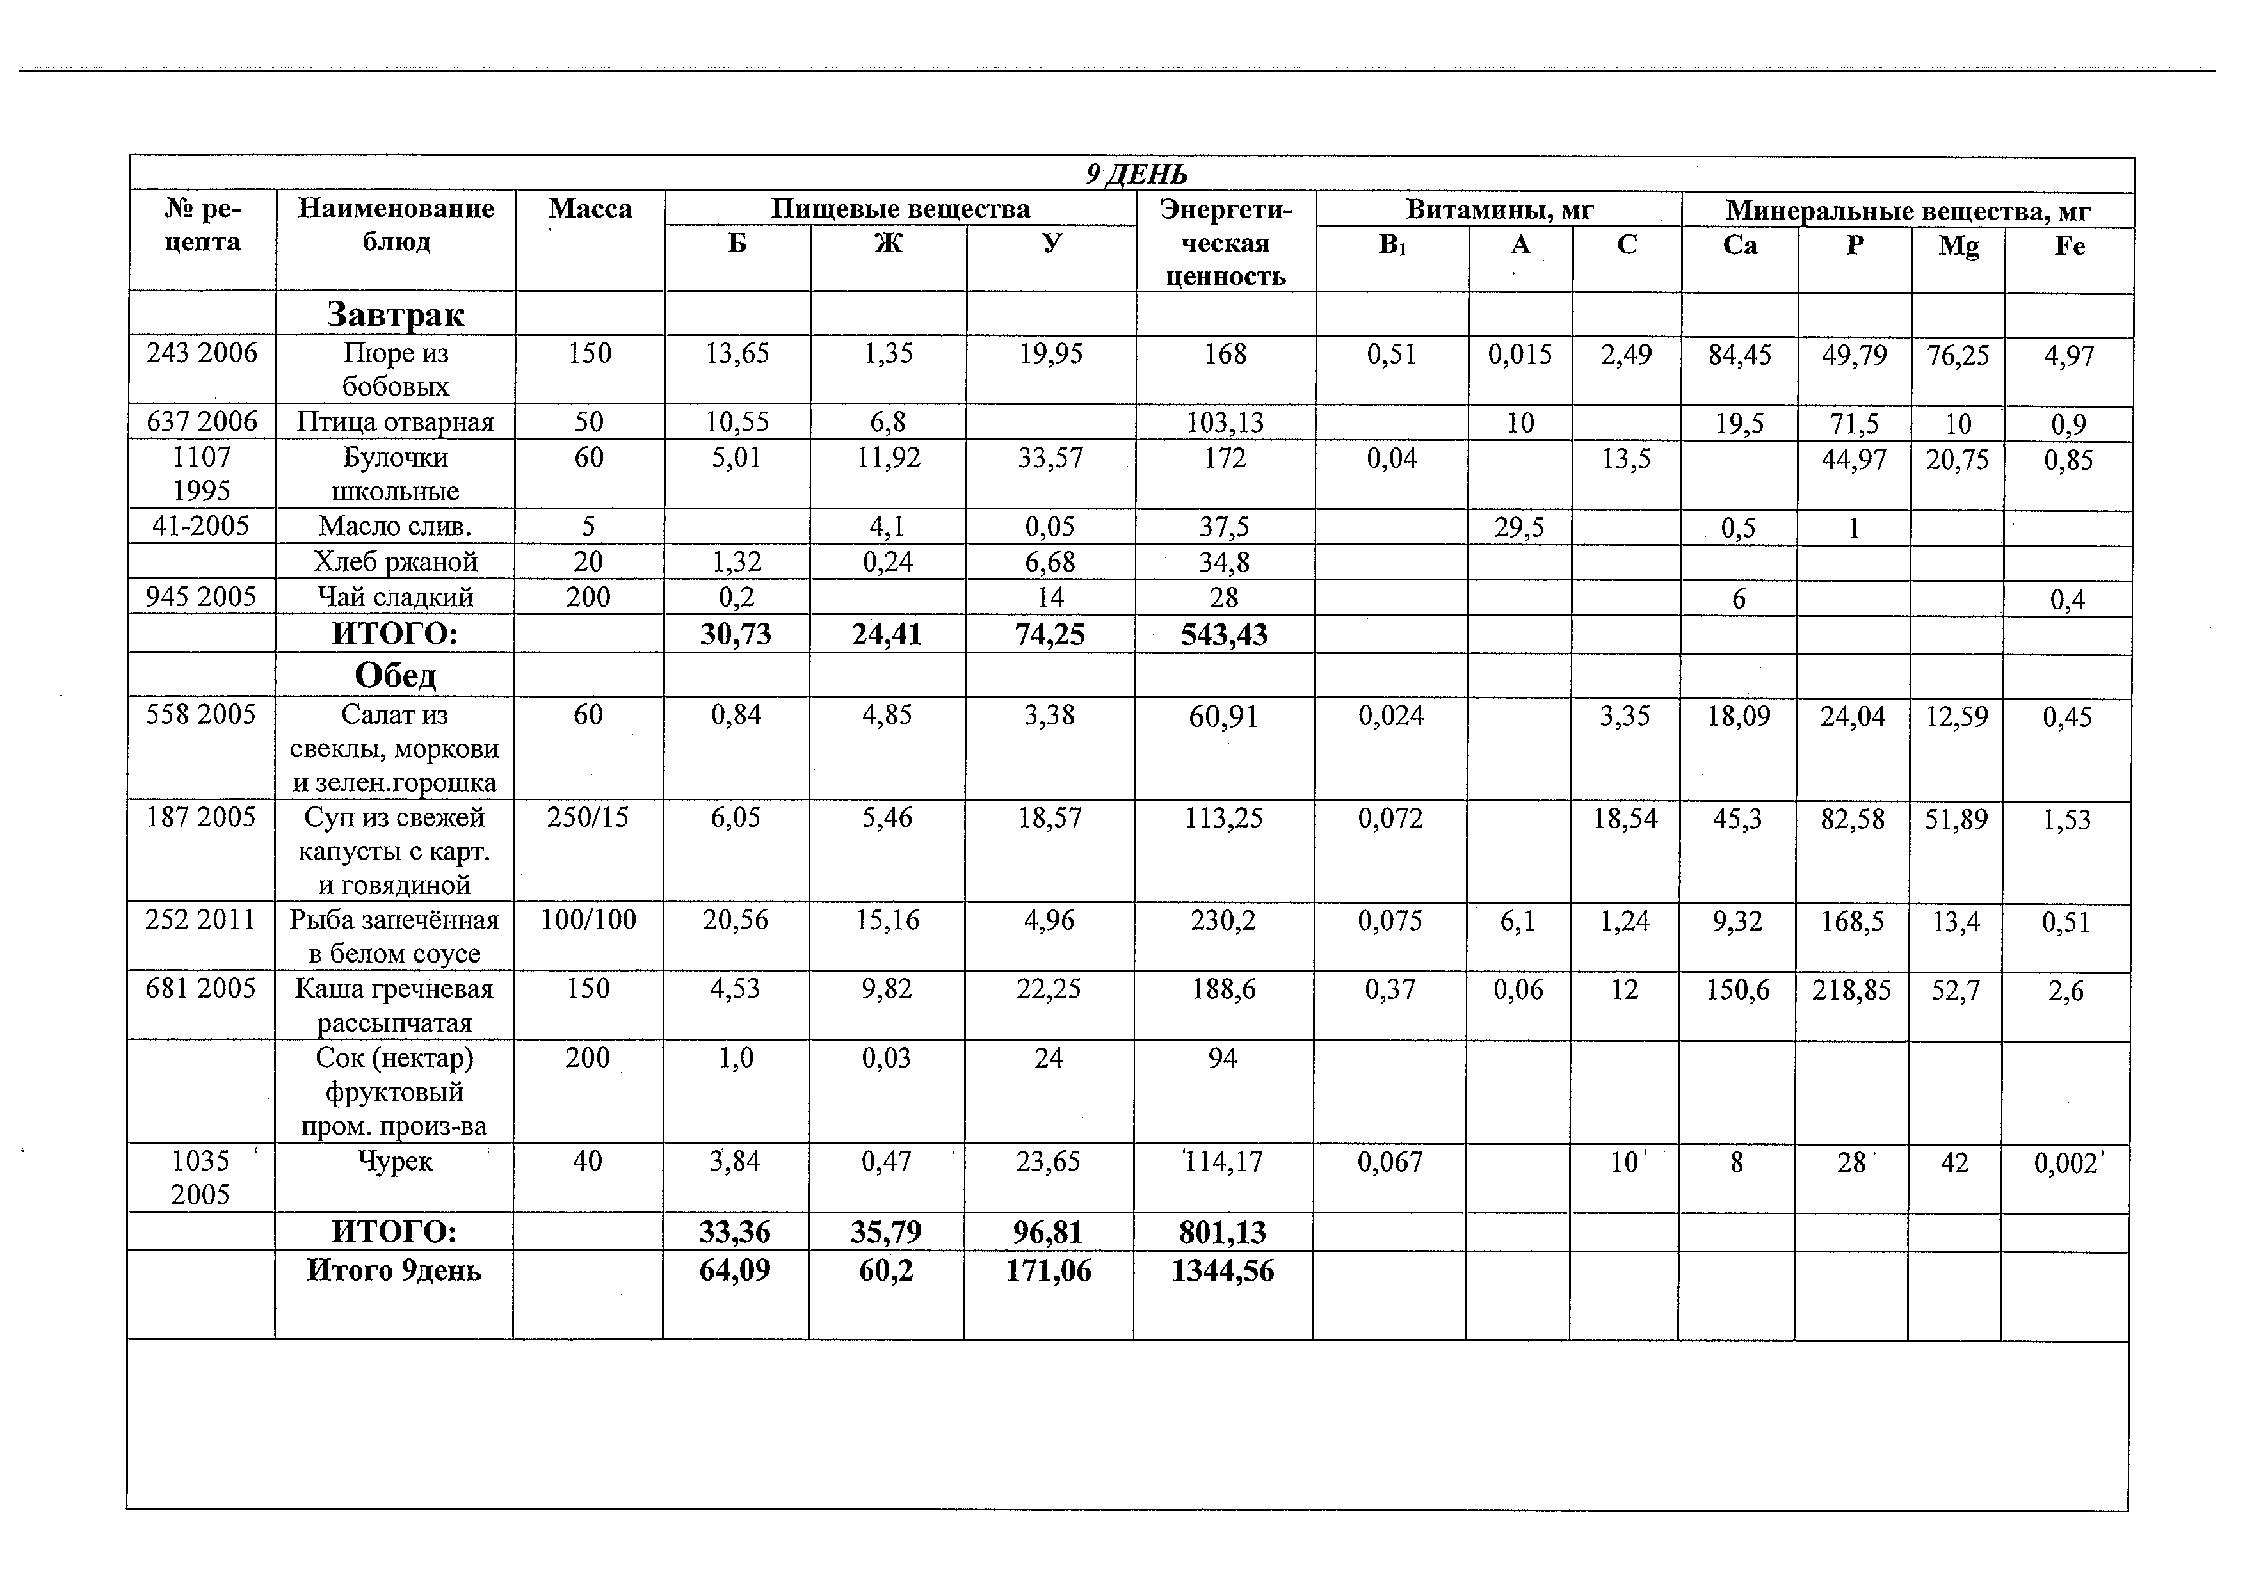 9 ДЕНЬ
№ ре-
цепта
Наименование
блюд
Масса
Пищевые вещества
Энергети-
ческая
ценность
Витамины, мг
Минеральные вещества, мг
Б Ж У B₁ А С Ca P Mg Fe
Завтрак
243 2006 Пюре из 150 13,65 1,35 19,95 168 0,51 0,015 2,49 84,45 49,79 76,25 4,97
бобовых
637 2006 Птица отварная 50 10,55 6,8 103,13 10 19,5 71,5 10 0,9
1107 Булочки 60 5,01 11,92 33,57 172 0,04 13,5 44,97 20,75 0,85
1995 школьные
41-2005 Масло слив. 5 4,1 0,05 37,5 29,5 0,5 1
Хлеб ржаной 20 1,32 0,24 6,68 34,8
945 2005 Чай сладкий 200 0,2 14 28 6 0,4
ИТОГО: 30,73 24,41 74,25 543,43
Обед
558 2005 Салат из 60 0,84 4,85 3,38 60,91 0,024 3,35 18,09 24,04 12,59 0,45
свеклы, моркови
и зелен.горошка
187 2005 Суп из свежей 250/15 6,05 5,46 18,57 113,25 0,072 18,54 45,3 82,58 51,89 1,53
капусты с карт.
и говядиной
252 2011 Рыба запечённая 100/100 20,56 15,16 4,96 230,2 0,075 6,1 1,24 9,32 168,5 13,4 0,51
в белом соусе
681 2005 Каша гречневая 150 4,53 9,82 22,25 188,6 0,37 0,06 12 150,6 218,85 52,7 2,6
рассыпчатая
Сок (нектар) 200 1,0 0,03 24 94
фруктовый
пром. произ-ва
1035 Чурек 40 3,84 0,47 23,65 114,17 0,067 10 8 28 42 0,002
2005
ИТОГО: 33,36 35,79 96,81 801,13
Итого 9день 64,09 60,2 171,06 1344,56